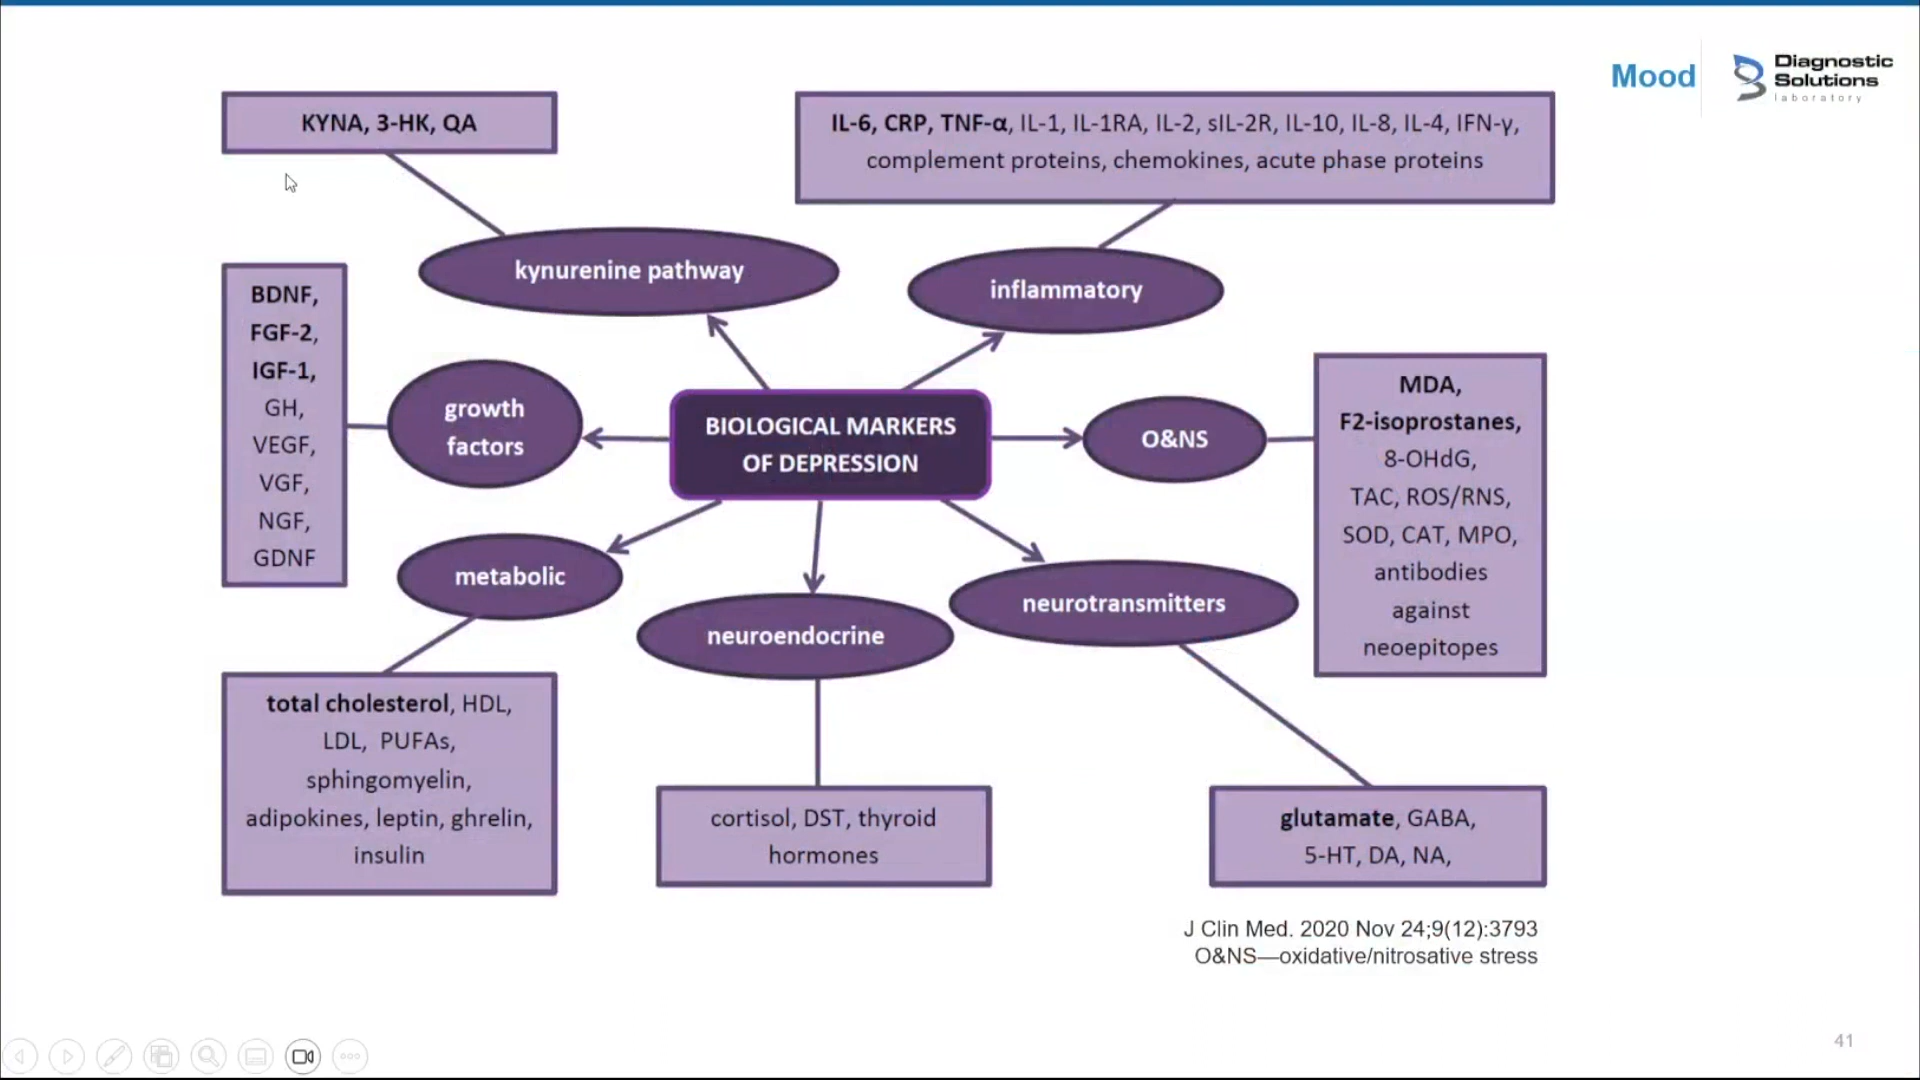 Mood
Diagnostic
Solutions
laboratory
KYNA, 3-HK, QA
IL-6, CRP, TNF-α, IL-1, IL-1RA, IL-2, sIL-2R, IL-10, IL-8, IL-4, IFN-γ,
complement proteins, chemokines, acute phase proteins
kynurenine pathway
inflammatory
BDNF,
FGF-2,
IGF-1,
GH,
VEGF,
VGF,
NGF,
GDNF
growth
factors
BIOLOGICAL MARKERS
OF DEPRESSION
O&NS
MDA,
F2-isoprostanes,
8-OHdG,
TAC, ROS/RNS,
SOD, CAT, MPO,
antibodies
against
neoepitopes
metabolic
neuroendocrine
neurotransmitters
total cholesterol, HDL,
LDL, PUFAs,
sphingomyelin,
adipokines, leptin, ghrelin,
insulin
cortisol, DST, thyroid
hormones
glutamate, GABA,
5-HT, DA, NA,
J Clin Med. 2020 Nov 24;9(12):3793
O&NS—oxidative/nitrosative stress
41